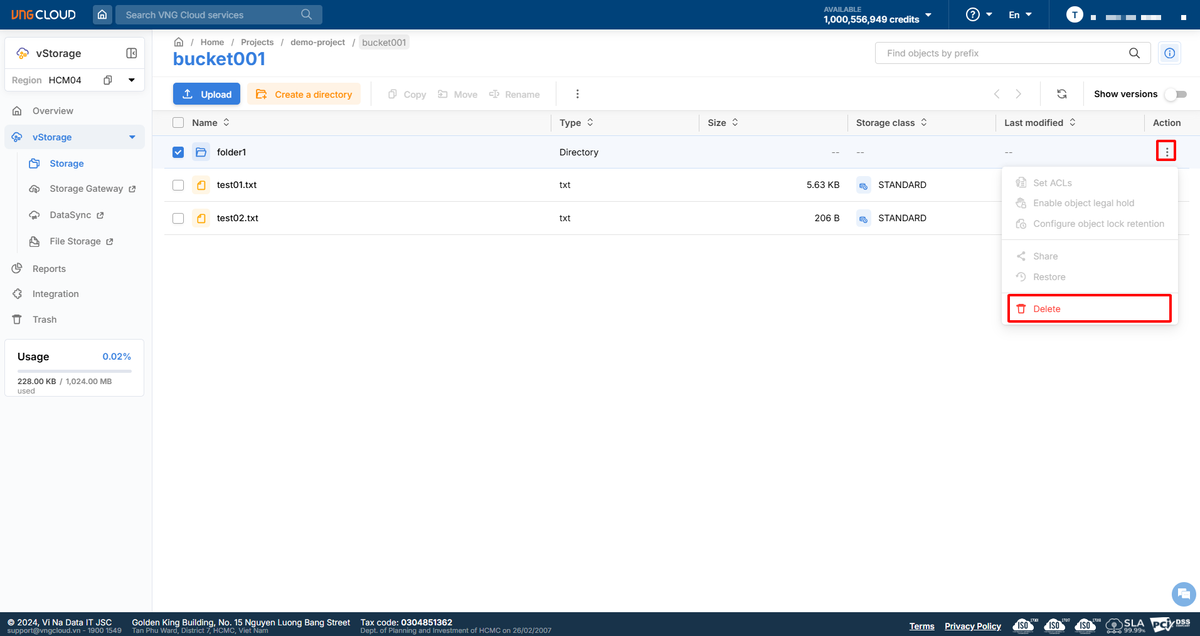 VNG CLOUD
Search VNG Cloud services
AVAILABLE
1,000,556,949 credits
En
T
vStorage
Region HCM04
Overview
vStorage
Storage
Storage Gateway
DataSync
File Storage
Reports
Integration
Trash
Usage 0.02%
228.00 KB / 1,024.00 MB
used
/ Home / Projects / demo-project / bucket001
bucket001
Find objects by prefix
Upload
Create a directory
Copy
Move
Rename
Show versions
Name Type Size Storage class Last modified Action
folder1 Directory -- -- --
test01.txt txt 5.63 KB STANDARD
test02.txt txt 206 B STANDARD
Set ACLs
Enable object legal hold
Configure object lock retention
Share
Restore
Delete
© 2024, Vi Na Data IT JSC
support@vngcloud.vn - 1900 1549
Golden King Building, No. 15 Nguyen Luong Bang Street
Tan Phu Ward, District 7, HCMC, Viet Nam
Tax code: 0304851362
Dept. of Planning and Investment of HCMC on 26/02/2007
Terms
Privacy Policy
ISO
ISO
ISO
SLA
99.99%
PCI DSS